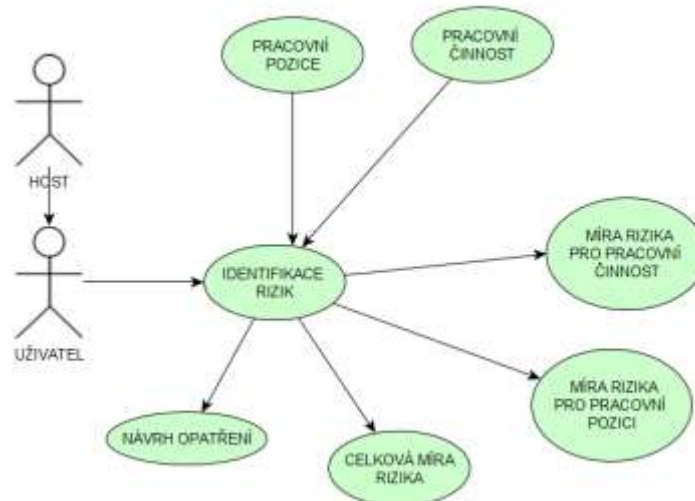 PRACOVNÍ
POZICE
PRACOVNÍ
ČINNOST
HOST
MÍRA RIZIKA
PRO PRACOVNÍ
ČINNOST
IDENTIFIKACE
RIZIK
UŽIVATEL
MÍRA RIZIKA
PRO PRACOVNÍ
POZICI
NÁVRH OPATŘENÍ
CELKOVÁ MÍRA
RIZIKA